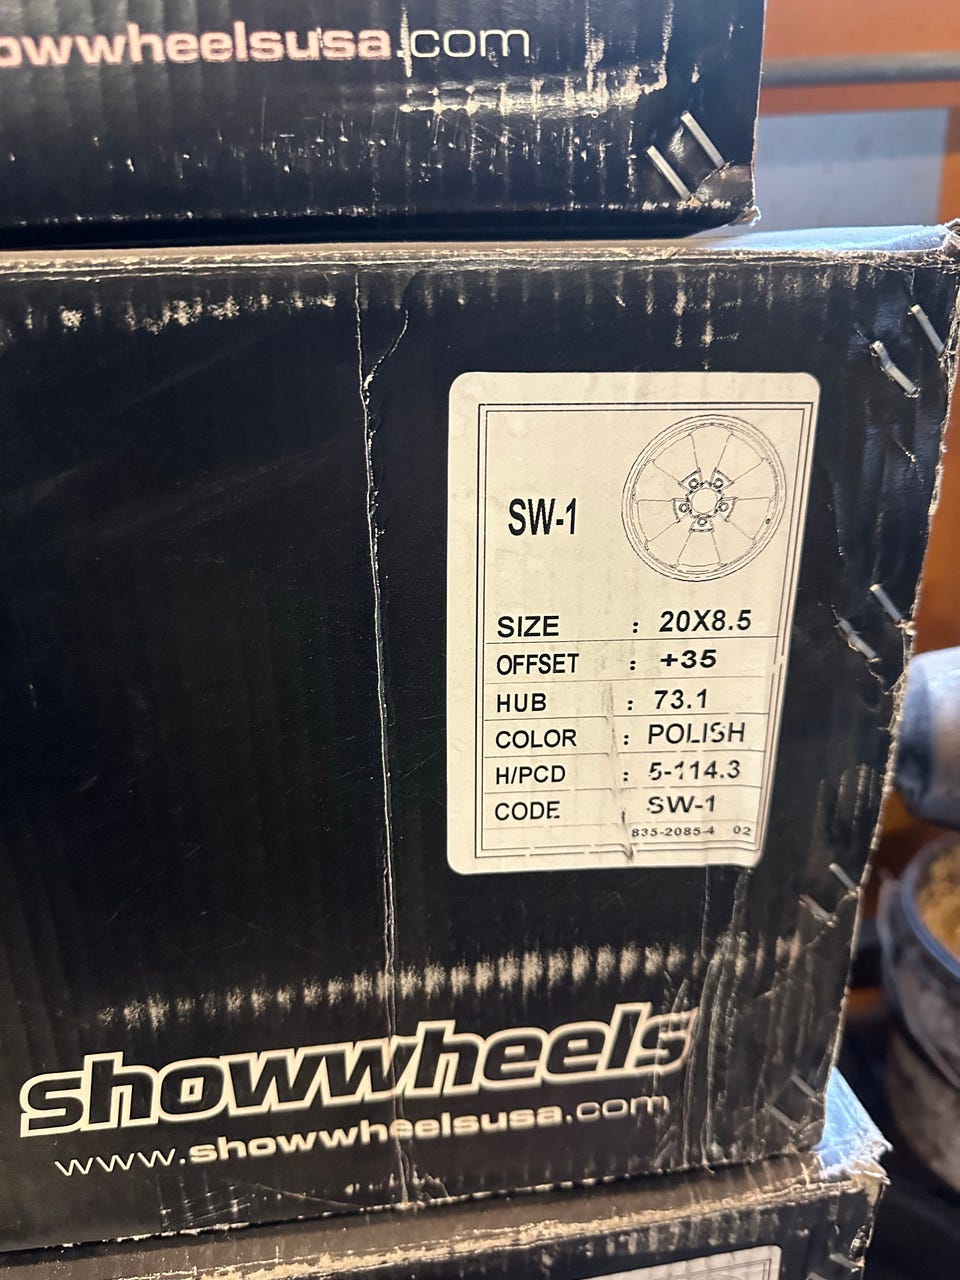 owwheelsusa.com
SW-1
SIZE : 20X8.5
OFFSET : +35
HUB : 73.1
COLOR : POLISH
H/PCD : 5-114.3
CODE : SW-1
835-2085-4 02
showwheels
www.showwheelsusa.com